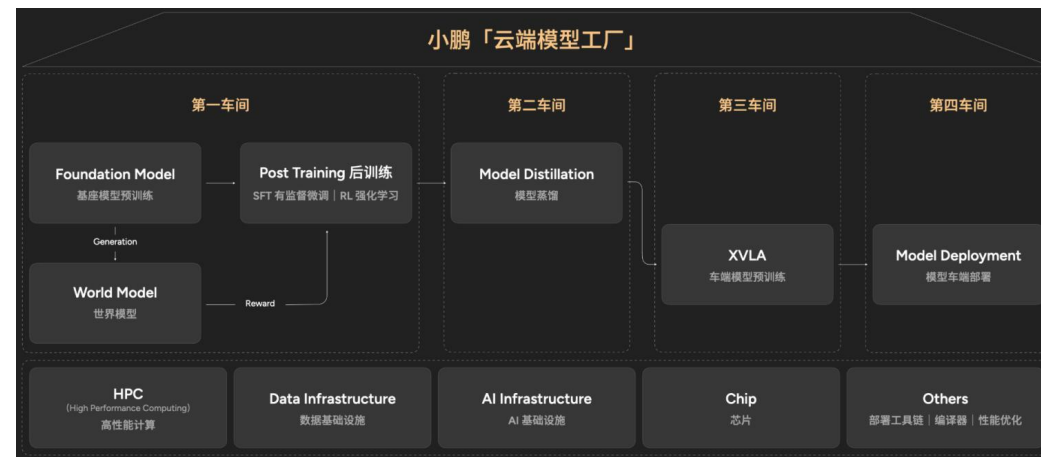 小鹏「云端模型工厂」
第一车间
第二车间
第三车间
第四车间
Foundation Model
基座模型预训练
Post Training 后训练
SFT 有监督微调｜RL 强化学习
Model Distillation
模型蒸馏
Generation
World Model
世界模型
Reward
XVLA
车端模型预训练
Model Deployment
模型车端部署
HPC
(High Performance Computing)
高性能计算
Data Infrastructure
数据基础设施
AI Infrastructure
AI 基础设施
Chip
芯片
Others
部署工具链｜编译器｜性能优化